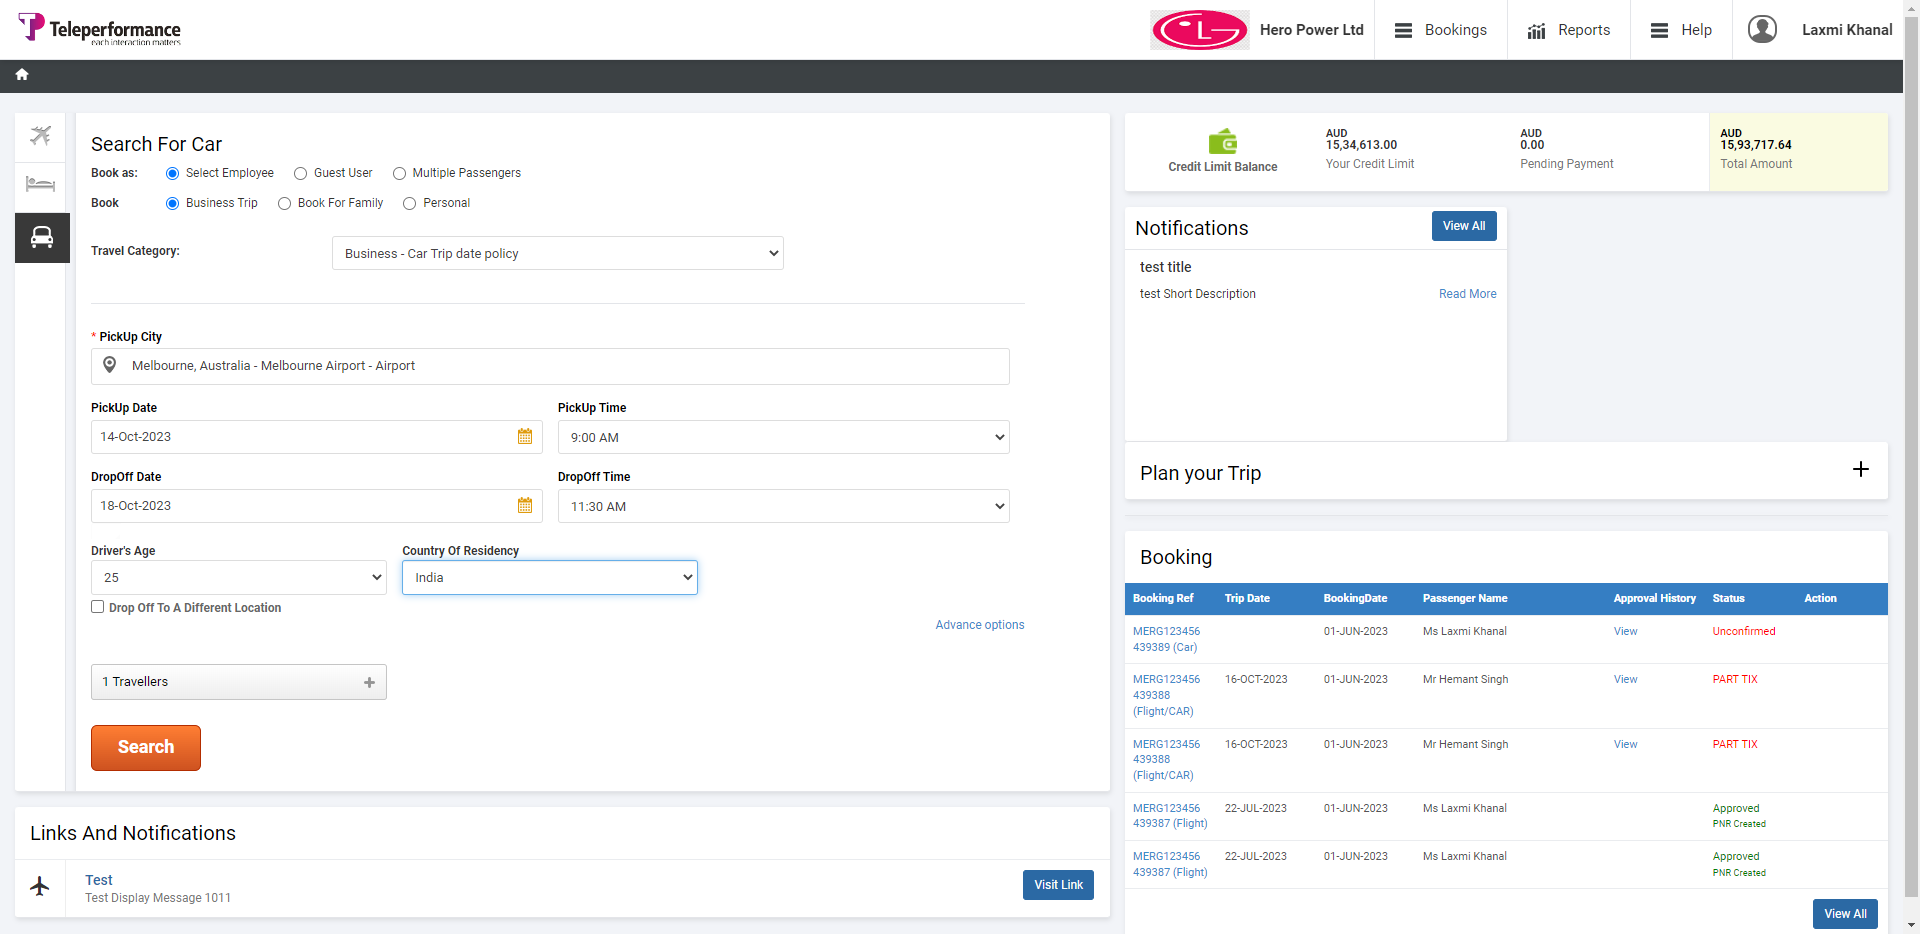 Teleperformance
each interaction matters
LG
Hero Power Ltd
Bookings
Reports
Help
Laxmi Khanal
Search For Car
Book as: Select Employee Guest User Multiple Passengers
Book Business Trip Book For Family Personal
Travel Category: Business - Car Trip date policy
* PickUp City
Melbourne, Australia - Melbourne Airport - Airport
PickUp Date PickUp Time
14-Oct-2023 9:00 AM
DropOff Date DropOff Time
18-Oct-2023 11:30 AM
Driver's Age Country Of Residency
25 India
Drop Off To A Different Location
Advance options
1 Travellers
Search
Links And Notifications
Test
Test Display Message 1011
Visit Link
Credit Limit Balance
AUD
15,34,613.00
Your Credit Limit
AUD
0.00
Pending Payment
AUD
15,93,717.64
Total Amount
Notifications View All
test title
test Short Description Read More
Plan your Trip
Booking
Booking Ref Trip Date BookingDate Passenger Name Approval History Status Action
MERG123456 01-JUN-2023 Ms Laxmi Khanal View Unconfirmed
439389 (Car)
MERG123456 16-OCT-2023 01-JUN-2023 Mr Hemant Singh View PART TIX
439388
(Flight/CAR)
MERG123456 16-OCT-2023 01-JUN-2023 Mr Hemant Singh View PART TIX
439388
(Flight/CAR)
MERG123456 22-JUL-2023 01-JUN-2023 Ms Laxmi Khanal Approved
439387 (Flight) PNR Created
MERG123456 22-JUL-2023 01-JUN-2023 Ms Laxmi Khanal Approved
439387 (Flight) PNR Created
View All